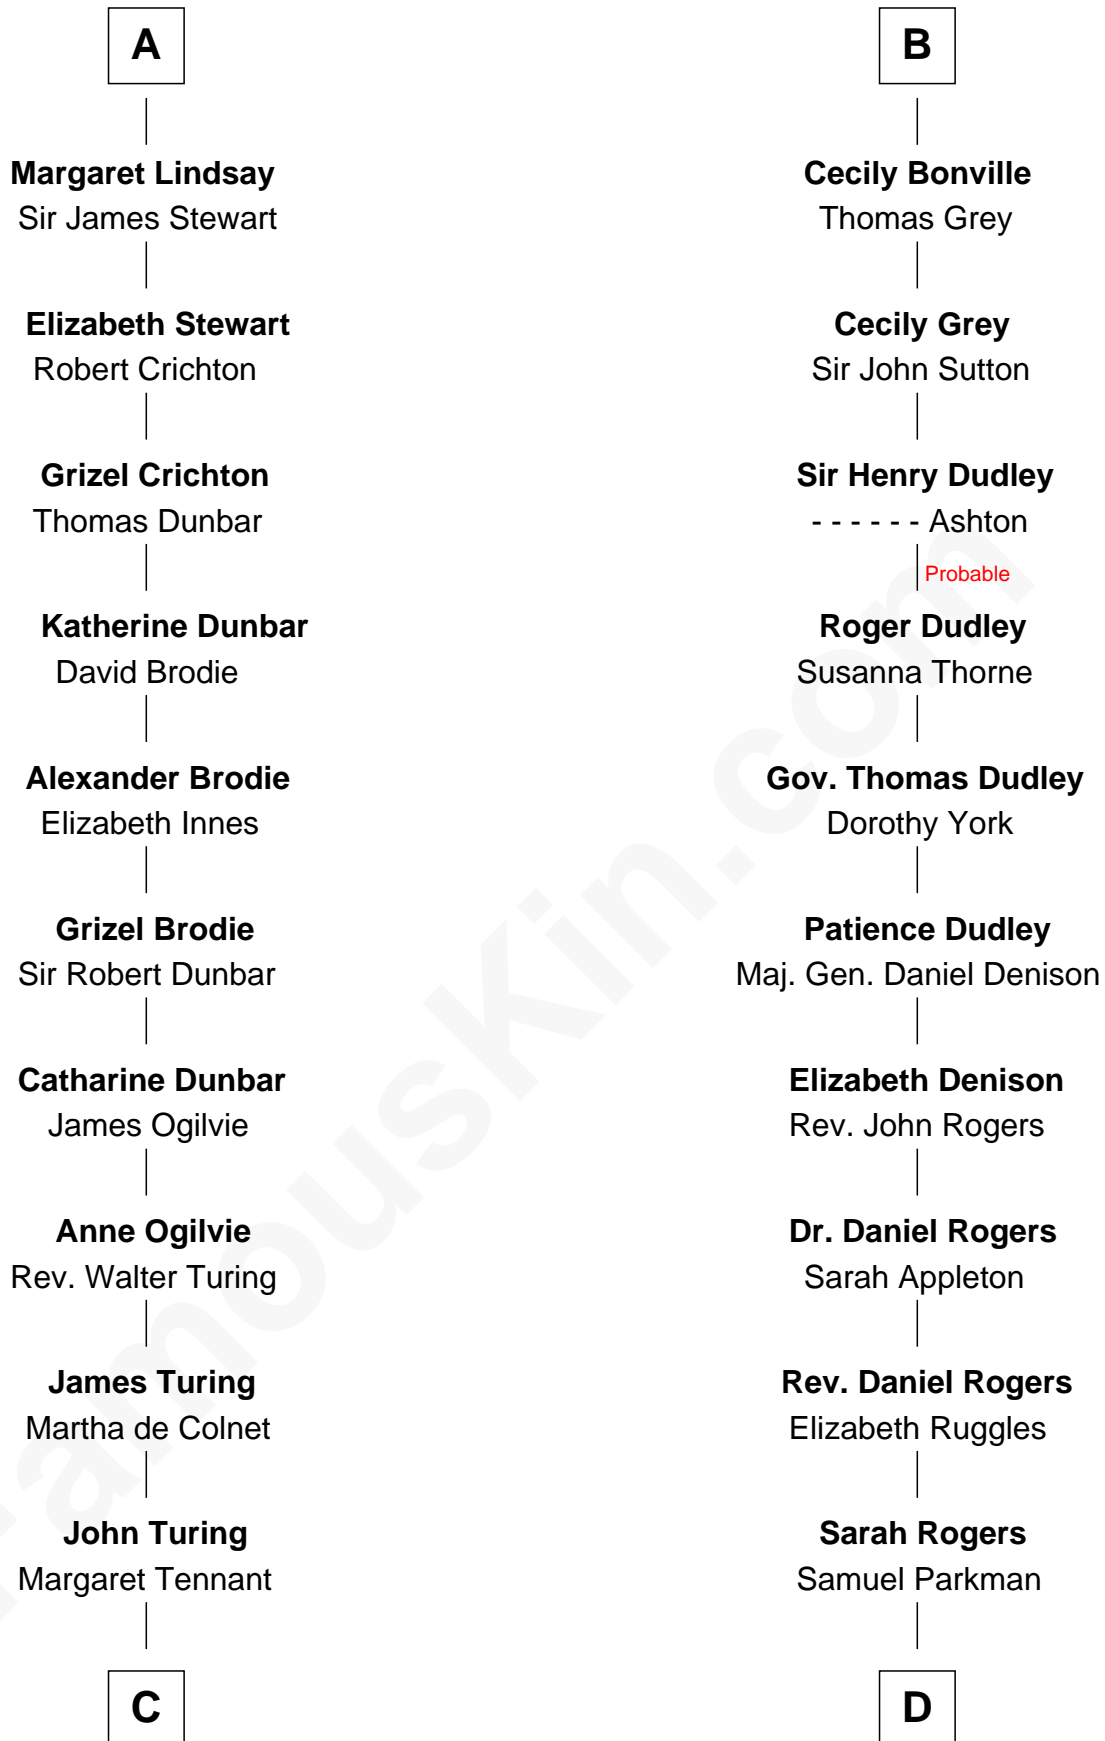 A
Margaret Lindsay
Sir James Stewart
Elizabeth Stewart
Robert Crichton
Grizel Crichton
Thomas Dunbar
Katherine Dunbar
David Brodie
Alexander Brodie
Elizabeth Innes
Grizel Brodie
Sir Robert Dunbar
Catharine Dunbar
James Ogilvie
Anne Ogilvie
Rev. Walter Turing
James Turing
Martha de Colnet
John Turing
Margaret Tennant
C
B
Cecily Bonville
Thomas Grey
Cecily Grey
Sir John Sutton
Sir Henry Dudley
- - - - - - Ashton
Probable
Roger Dudley
Susanna Thorne
Gov. Thomas Dudley
Dorothy York
Patience Dudley
Maj. Gen. Daniel Denison
Elizabeth Denison
Rev. John Rogers
Dr. Daniel Rogers
Sarah Appleton
Rev. Daniel Rogers
Elizabeth Ruggles
Sarah Rogers
Samuel Parkman
D
FamousKin.com